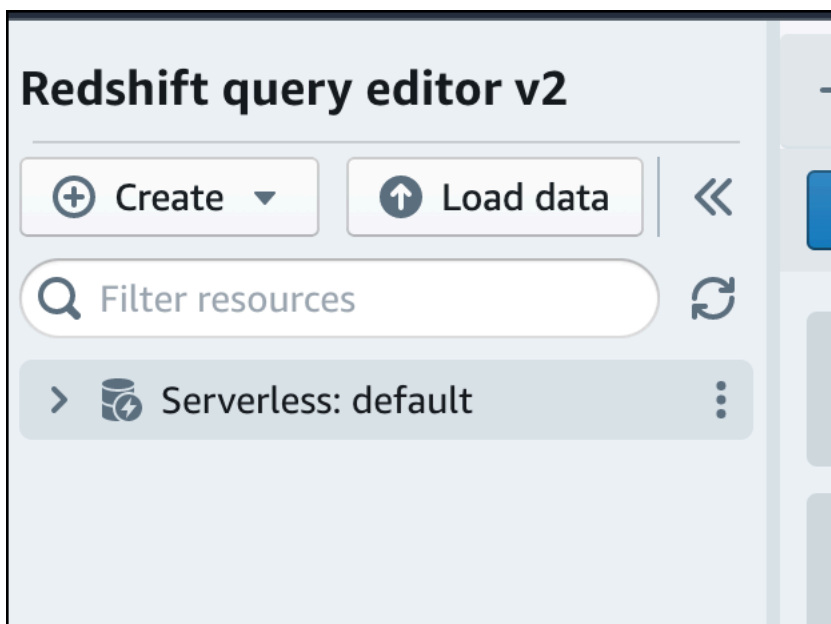 Redshift query editor v2
Create
Load data
Filter resources
Serverless: default